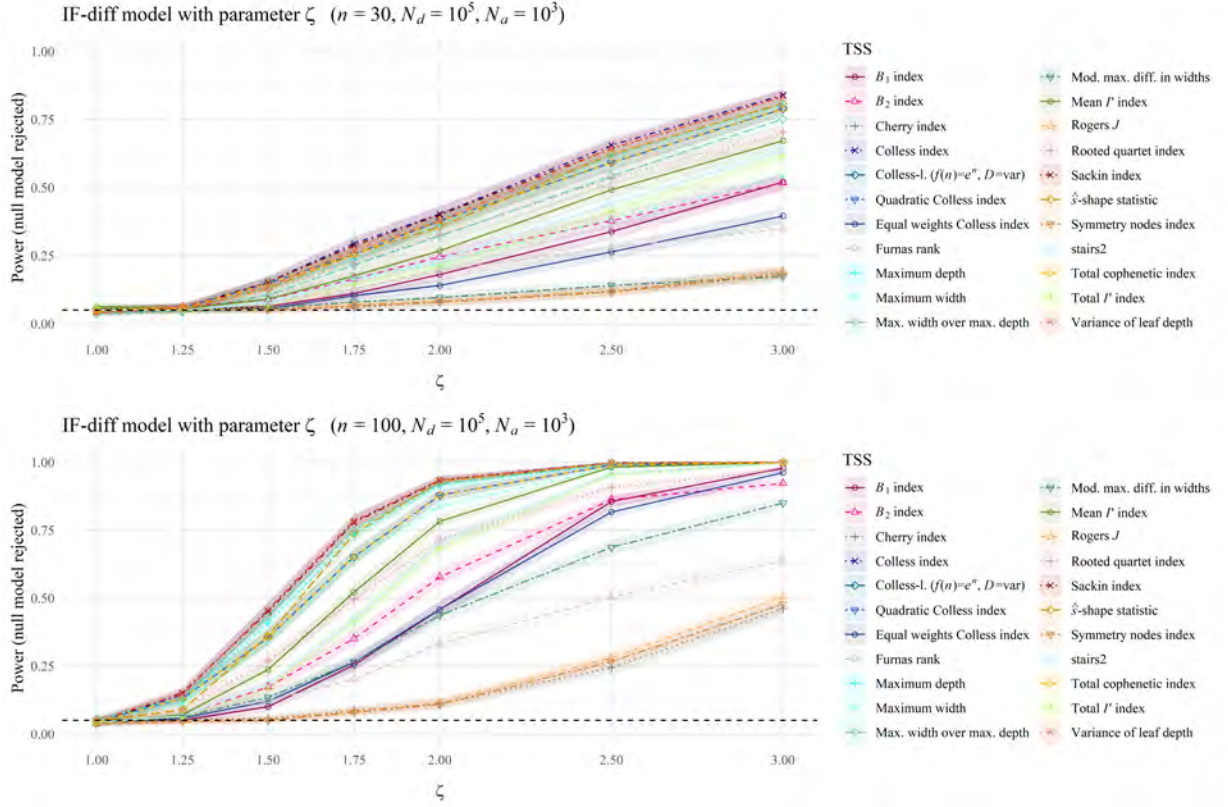 IF-diff model with parameter ζ (n = 30, N_d = 10^5, N_a = 10^3)
Power (null model rejected)
1.00
0.75
0.50
0.25
0.00
1.00 1.25 1.50 1.75 2.00 2.50 3.00
ζ
TSS
B_1 index
B_2 index
Cherry index
Colless index
Colless-l. (f(n)=e^n, D=var)
Quadratic Colless index
Equal weights Colless index
Furnas rank
Maximum depth
Maximum width
Max. width over max. depth
Mod. max. diff. in widths
Mean I' index
Rogers J
Rooted quartet index
Sackin index
ŝ-shape statistic
Symmetry nodes index
stairs2
Total cophenetic index
Total I' index
Variance of leaf depth
IF-diff model with parameter ζ (n = 100, N_d = 10^5, N_a = 10^3)
Power (null model rejected)
1.00
0.75
0.50
0.25
0.00
1.00 1.25 1.50 1.75 2.00 2.50 3.00
ζ
TSS
B_1 index
B_2 index
Cherry index
Colless index
Colless-l. (f(n)=e^n, D=var)
Quadratic Colless index
Equal weights Colless index
Furnas rank
Maximum depth
Maximum width
Max. width over max. depth
Mod. max. diff. in widths
Mean I' index
Rogers J
Rooted quartet index
Sackin index
ŝ-shape statistic
Symmetry nodes index
stairs2
Total cophenetic index
Total I' index
Variance of leaf depth